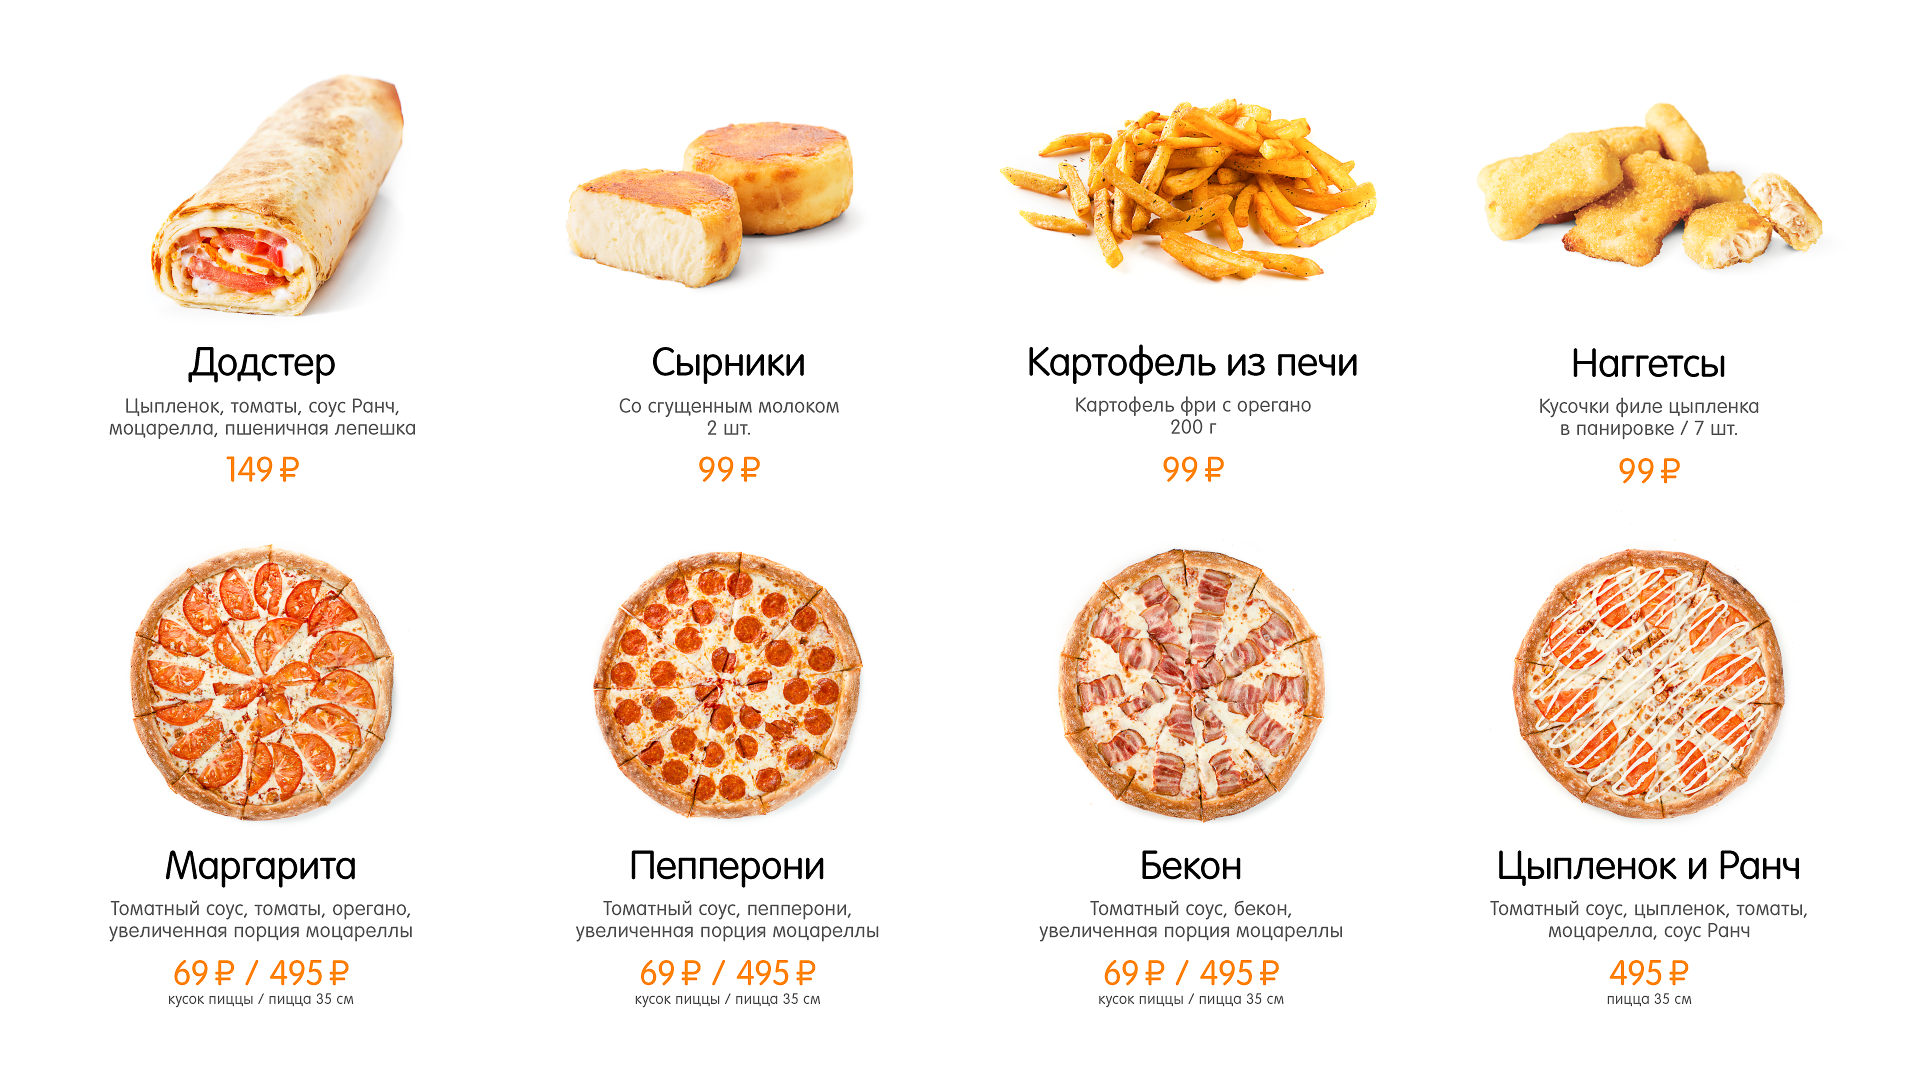 Додстер
Цыпленок, томаты, соус Ранч,
моцарелла, пшеничная лепешка
149 ₽
Сырники
Со сгущенным молоком
2 шт.
99 ₽
Картофель из печи
Картофель фри с орегано
200 г
99 ₽
Наггетсы
Кусочки филе цыпленка
в панировке / 7 шт.
99 ₽
Маргарита
Томатный соус, томаты, орегано,
увеличенная порция моцареллы
69 ₽ / 495 ₽
кусок пиццы / пицца 35 см
Пепперони
Томатный соус, пепперони,
увеличенная порция моцареллы
69 ₽ / 495 ₽
кусок пиццы / пицца 35 см
Бекон
Томатный соус, бекон,
увеличенная порция моцареллы
69 ₽ / 495 ₽
кусок пиццы / пицца 35 см
Цыпленок и Ранч
Томатный соус, цыпленок, томаты,
моцарелла, соус Ранч
495 ₽
пицца 35 см